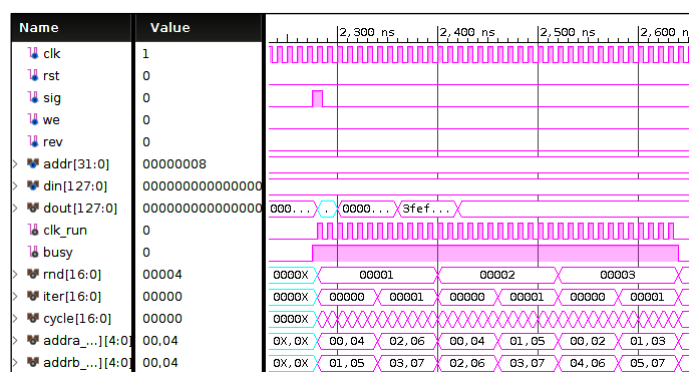 Name Value 2,300 ns 2,400 ns 2,500 ns 2,600 n
clk 1
rst 0
sig 0
we 0
rev 0
addr[31:0] 00000008
din[127:0] 000000000000000
dout[127:0] 000000000000000 000... . 0000... 3fef...
clk_run 0
busy 0
rnd[16:0] 00004 0000X 00001 00002 00003
iter[16:0] 00000 0000X 00000 00001 00000 00001 00000 00001
cycle[16:0] 00000 0000X
addra_...][4:0] 00,04 0X,0X 00,04 02,06 00,04 01,05 00,02 01,03
addrb_...][4:0] 00,04 0X,0X 01,05 03,07 02,06 03,07 04,06 05,07